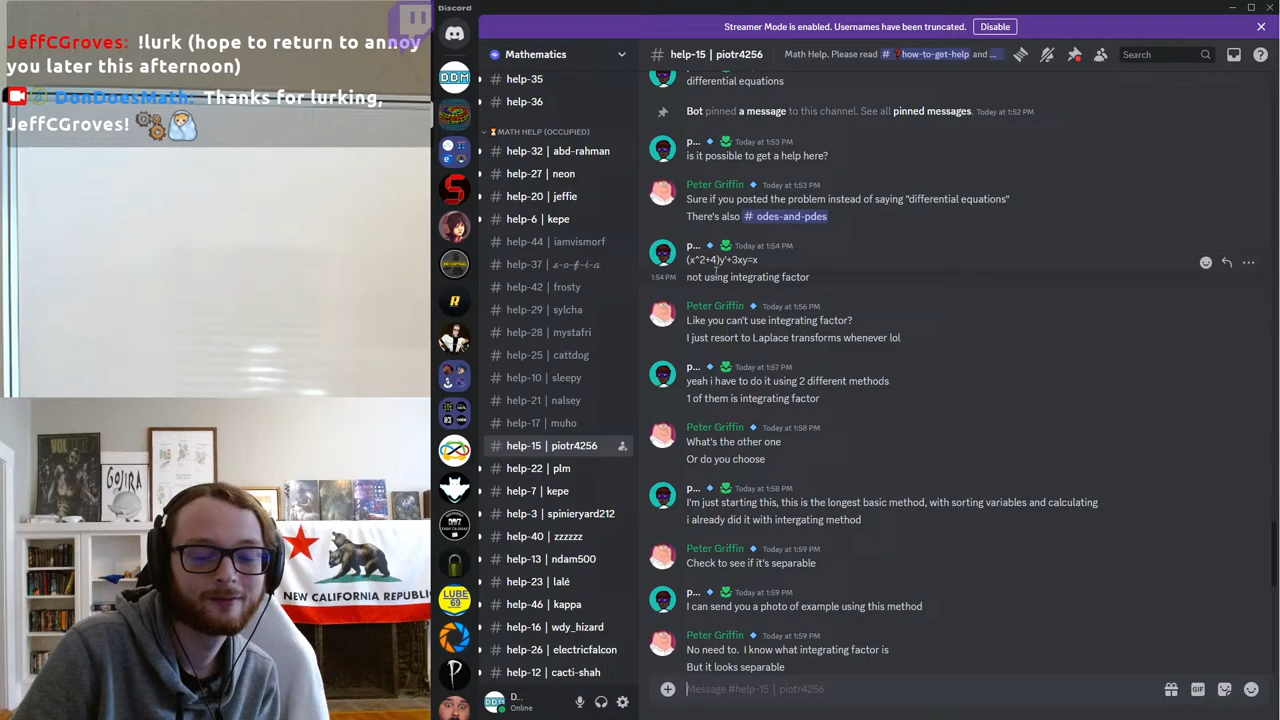 JeffCGroves: !lurk (hope to return to annoy
you later this afternoon)
DonDoesMath: Thanks for lurking,
JeffCGroves!
VOLBEAT
GOJIRA
NEW CALIFORNIA REPUBLIC
Discord
DDM
LUBE
69
DDM
Streamer Mode is enabled. Usernames have been truncated.
Disable
Mathematics
# help-35
# help-36
MATH HELP (OCCUPIED)
# help-32 | abd-rahman
# help-27 | neon
# help-20 | jeffie
# help-6 | kepe
# help-44 | iamvismorf
# help-37 | s-o-f-i-a
# help-42 | frosty
# help-29 | sylcha
# help-28 | mystafri
# help-25 | cattdog
# help-10 | sleepy
# help-21 | nalsey
# help-17 | muho
# help-15 | piotr4256
# help-22 | plm
# help-7 | kepe
# help-3 | spinieryard212
# help-40 | zzzzzz
# help-13 | ndam500
# help-23 | lalé
# help-46 | kappa
# help-16 | wdy_hizard
# help-26 | electricfalcon
# help-12 | cacti-shah
D...
Online
# help-15 | piotr4256
Math Help. Please read # ❓how-to-get-help and ...
Search
differential equations
Bot pinned a message to this channel. See all pinned messages. Today at 1:52 PM
p... Today at 1:53 PM
is it possible to get a help here?
Peter Griffin Today at 1:53 PM
Sure if you posted the problem instead of saying "differential equations"
There's also # odes-and-pdes
p... Today at 1:54 PM
(x^2+4)y'+3xy=x
1:54 PM not using integrating factor
Peter Griffin Today at 1:56 PM
Like you can't use integrating factor?
I just resort to Laplace transforms whenever lol
p... Today at 1:57 PM
yeah i have to do it using 2 different methods
1 of them is integrating factor
Peter Griffin Today at 1:58 PM
What's the other one
Or do you choose
p... Today at 1:58 PM
I'm just starting this, this is the longest basic method, with sorting variables and calculating
i already did it with intergating method
Peter Griffin Today at 1:59 PM
Check to see if it's separable
p... Today at 1:59 PM
I can send you a photo of example using this method
Peter Griffin Today at 1:59 PM
No need to. I know what integrating factor is
But it looks separable
Message #help-15 | piotr4256
GIF